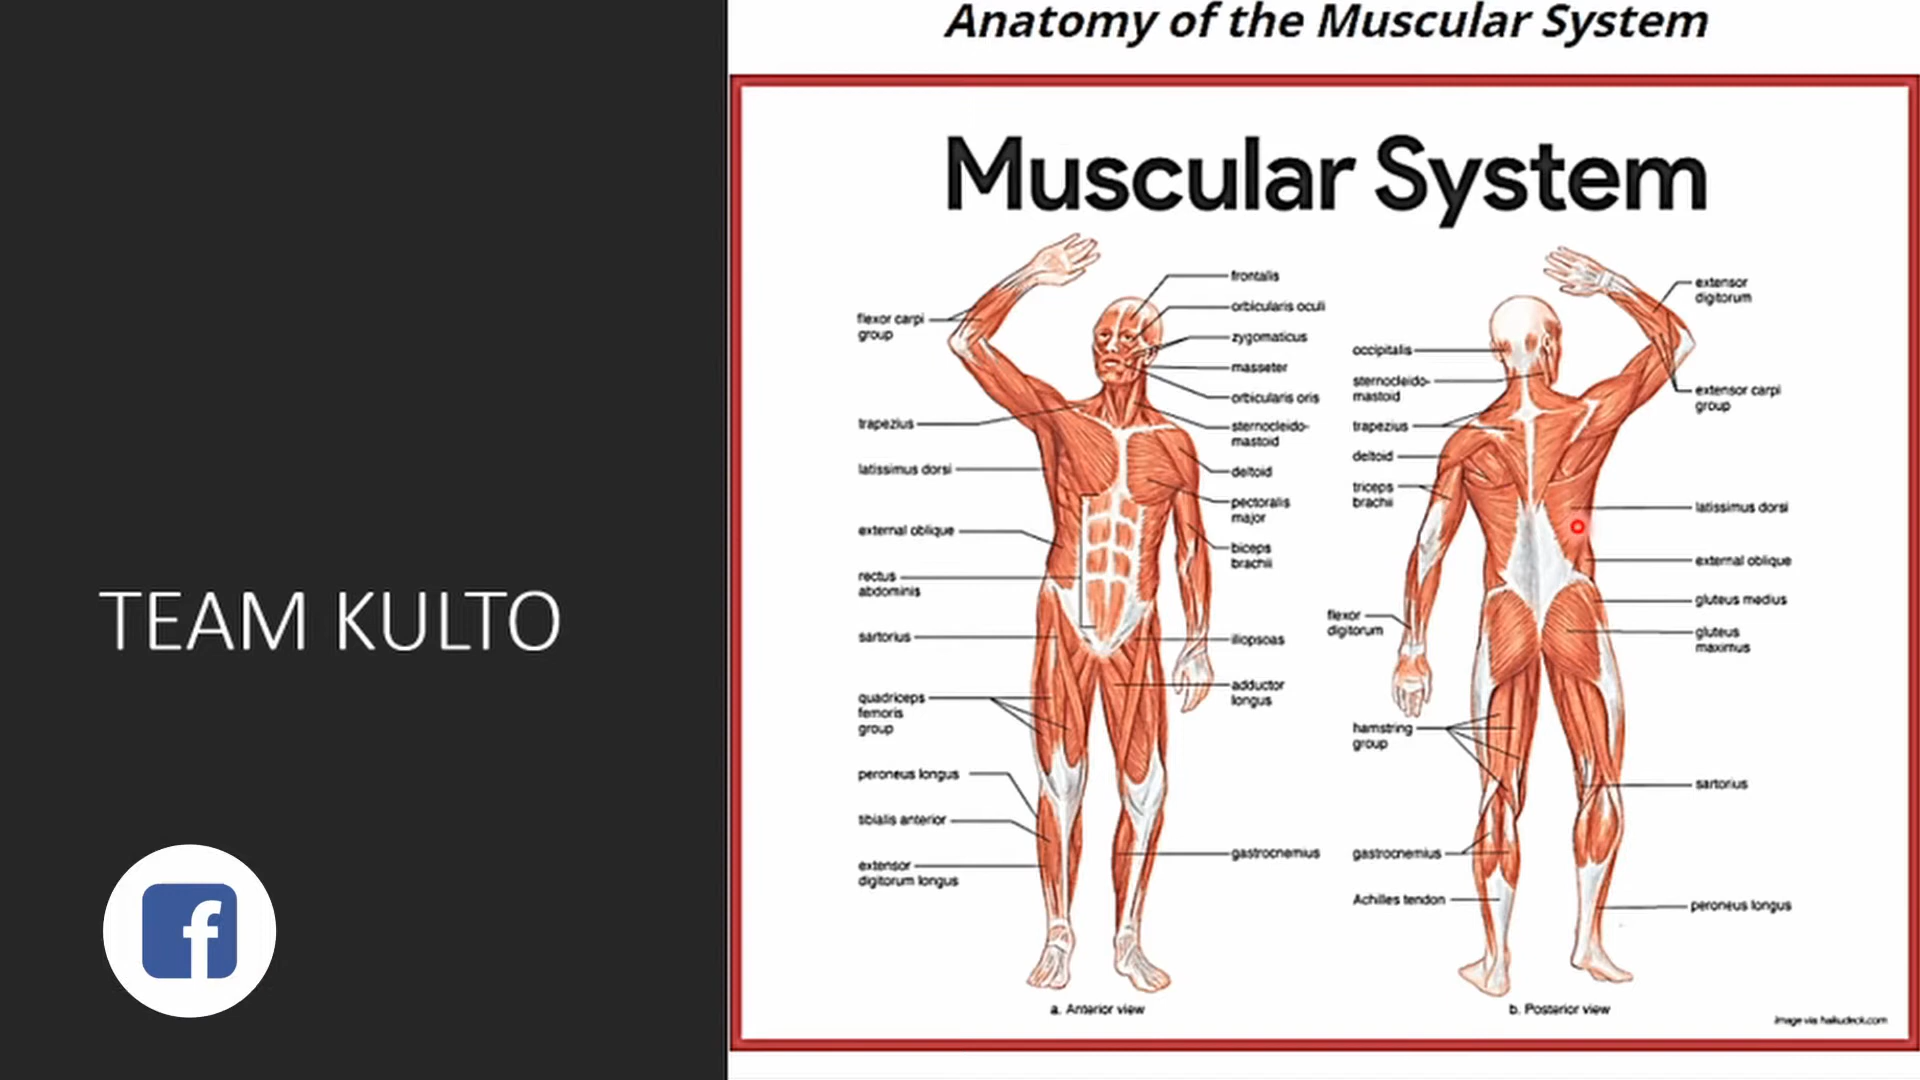 Anatomy of the Muscular System
Muscular System
TEAM KULTO
f
flexor carpi
group
trapezius
latissimus dorsi
external oblique
rectus
abdominis
sartorius
quadriceps
femoris
group
peroneus longus
tibialis anterior
extensor
digitorum longus
frontalis
orbicularis oculi
zygomaticus
masseter
orbicularis oris
sternocleido-
mastoid
deltoid
pectoralis
major
biceps
brachii
iliopsoas
adductor
longus
gastrocnemius
a. Anterior view
occipitalis
sternocleido-
mastoid
trapezius
deltoid
triceps
brachii
flexor
digitorum
hamstring
group
gastrocnemius
Achilles tendon
extensor
digitorum
extensor carpi
group
latissimus dorsi
external oblique
gluteus medius
gluteus
maximus
sartorius
peroneus longus
b. Posterior view
image via haikudeck.com